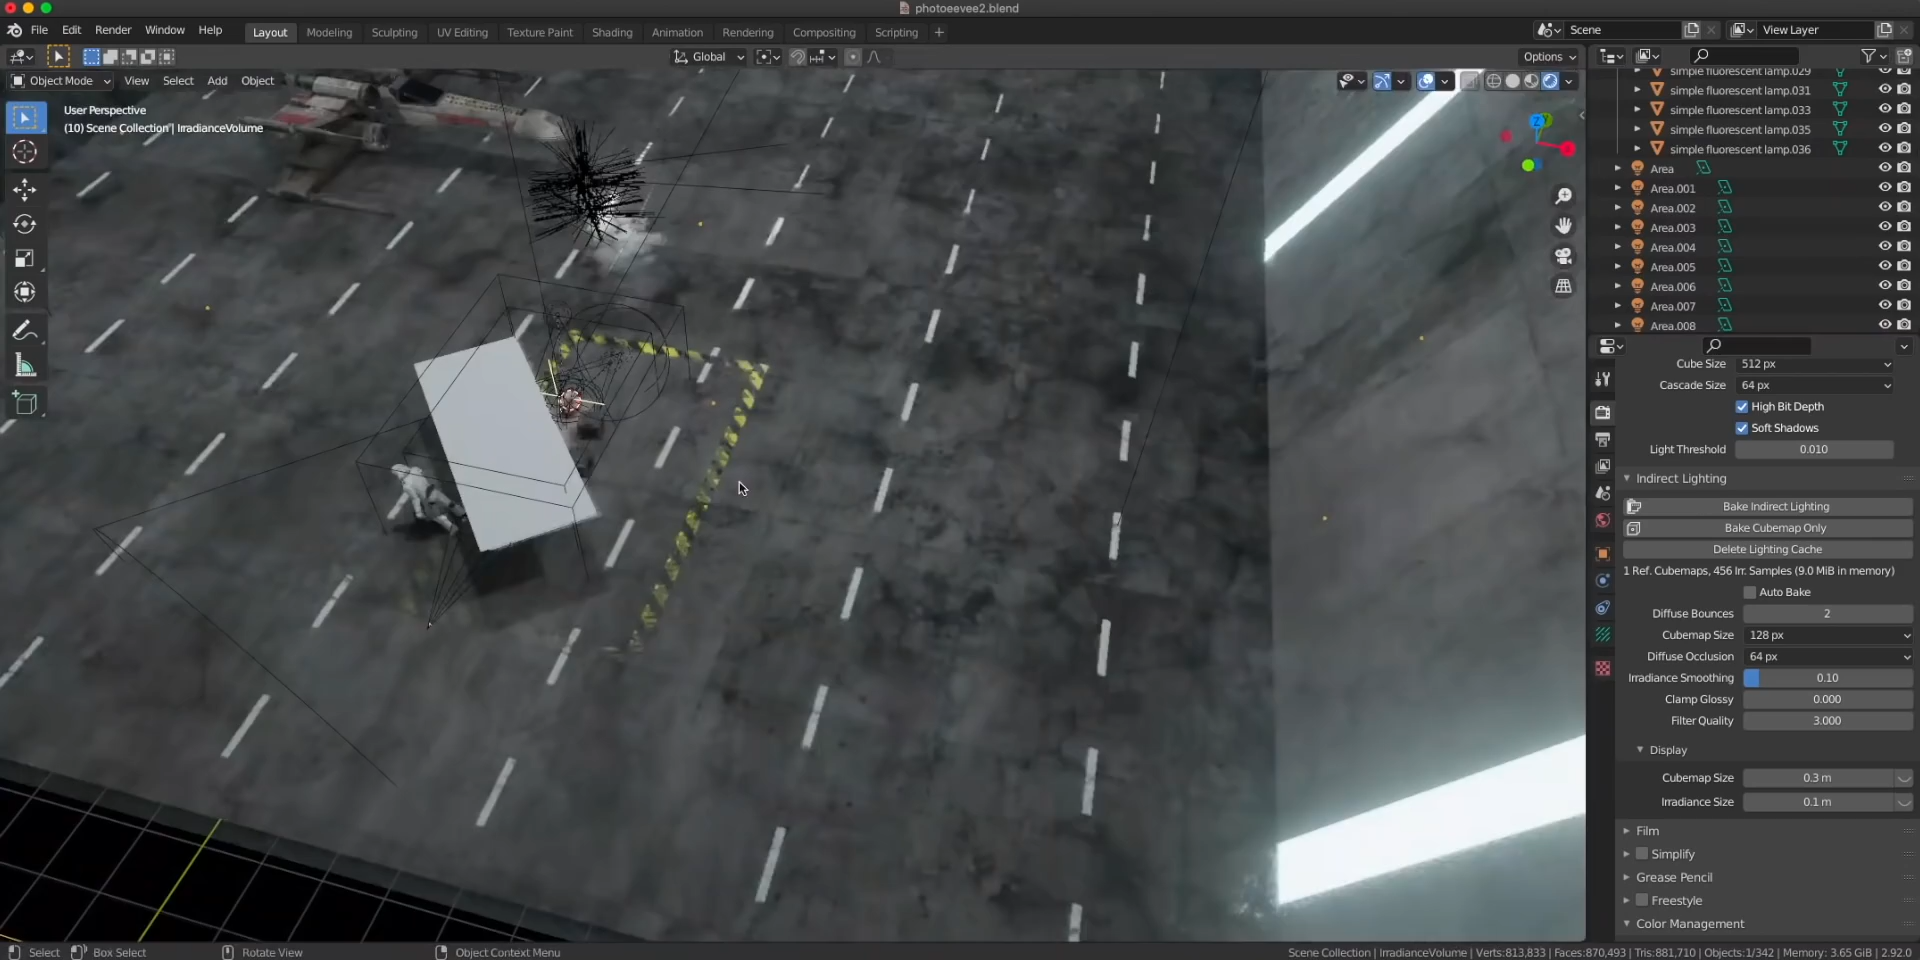 photoeevee2.blend
File Edit Render Window Help Layout Modeling Sculpting UV Editing Texture Paint Shading Animation Rendering Compositing Scripting + Scene View Layer
Global Options
Object Mode View Select Add Object
User Perspective
(10) Scene Collection | IrradianceVolume
Z
Y
X
simple fluorescent lamp.029
simple fluorescent lamp.031
simple fluorescent lamp.033
simple fluorescent lamp.035
simple fluorescent lamp.036
Area
Area.001
Area.002
Area.003
Area.004
Area.005
Area.006
Area.007
Area.008
Cube Size 512 px
Cascade Size 64 px
High Bit Depth
Soft Shadows
Light Threshold 0.010
Indirect Lighting
Bake Indirect Lighting
Bake Cubemap Only
Delete Lighting Cache
1 Ref. Cubemaps, 456 Irr. Samples (9.0 MiB in memory)
Auto Bake
Diffuse Bounces 2
Cubemap Size 128 px
Diffuse Occlusion 64 px
Irradiance Smoothing 0.10
Clamp Glossy 0.000
Filter Quality 3.000
Display
Cubemap Size 0.3 m
Irradiance Size 0.1 m
Film
Simplify
Grease Pencil
Freestyle
Color Management
Select Box Select Rotate View Object Context Menu Scene Collection | IrradianceVolume | Verts:813,833 | Faces:870,493 | Tris:881,710 | Objects:1/342 | Memory: 3.65 GiB | 2.92.0